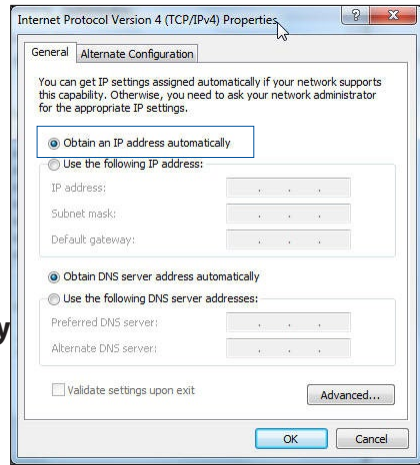 Internet Protocol Version 4 (TCP/IPv4) Properties
General
Alternate Configuration
You can get IP settings assigned automatically if your network supports
this capability. Otherwise, you need to ask your network administrator
for the appropriate IP settings.
Obtain an IP address automatically
Use the following IP address:
IP address:
Subnet mask:
Default gateway:
Obtain DNS server address automatically
Use the following DNS server addresses:
y
Preferred DNS server:
Alternate DNS server:
Validate settings upon exit
Advanced...
OK
Cancel